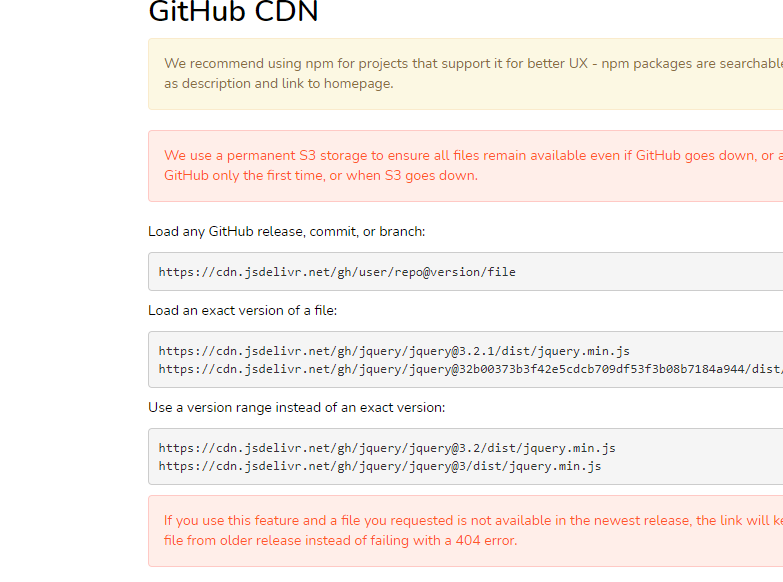 GitHub CDN
We recommend using npm for projects that support it for better UX - npm packages are searchable
as description and link to homepage.
We use a permanent S3 storage to ensure all files remain available even if GitHub goes down, or
GitHub only the first time, or when S3 goes down.
Load any GitHub release, commit, or branch:
https://cdn.jsdelivr.net/gh/user/repo@version/file
Load an exact version of a file:
https://cdn.jsdelivr.net/gh/jquery/jquery@3.2.1/dist/jquery.min.js
https://cdn.jsdelivr.net/gh/jquery/jquery@32b00373b3f42e5cdcb709df53f3b08b7184a944/dist/
Use a version range instead of an exact version:
https://cdn.jsdelivr.net/gh/jquery/jquery@3.2/dist/jquery.min.js
https://cdn.jsdelivr.net/gh/jquery/jquery@3/dist/jquery.min.js
If you use this feature and a file you requested is not available in the newest release, the link will
file from older release instead of failing with a 404 error.